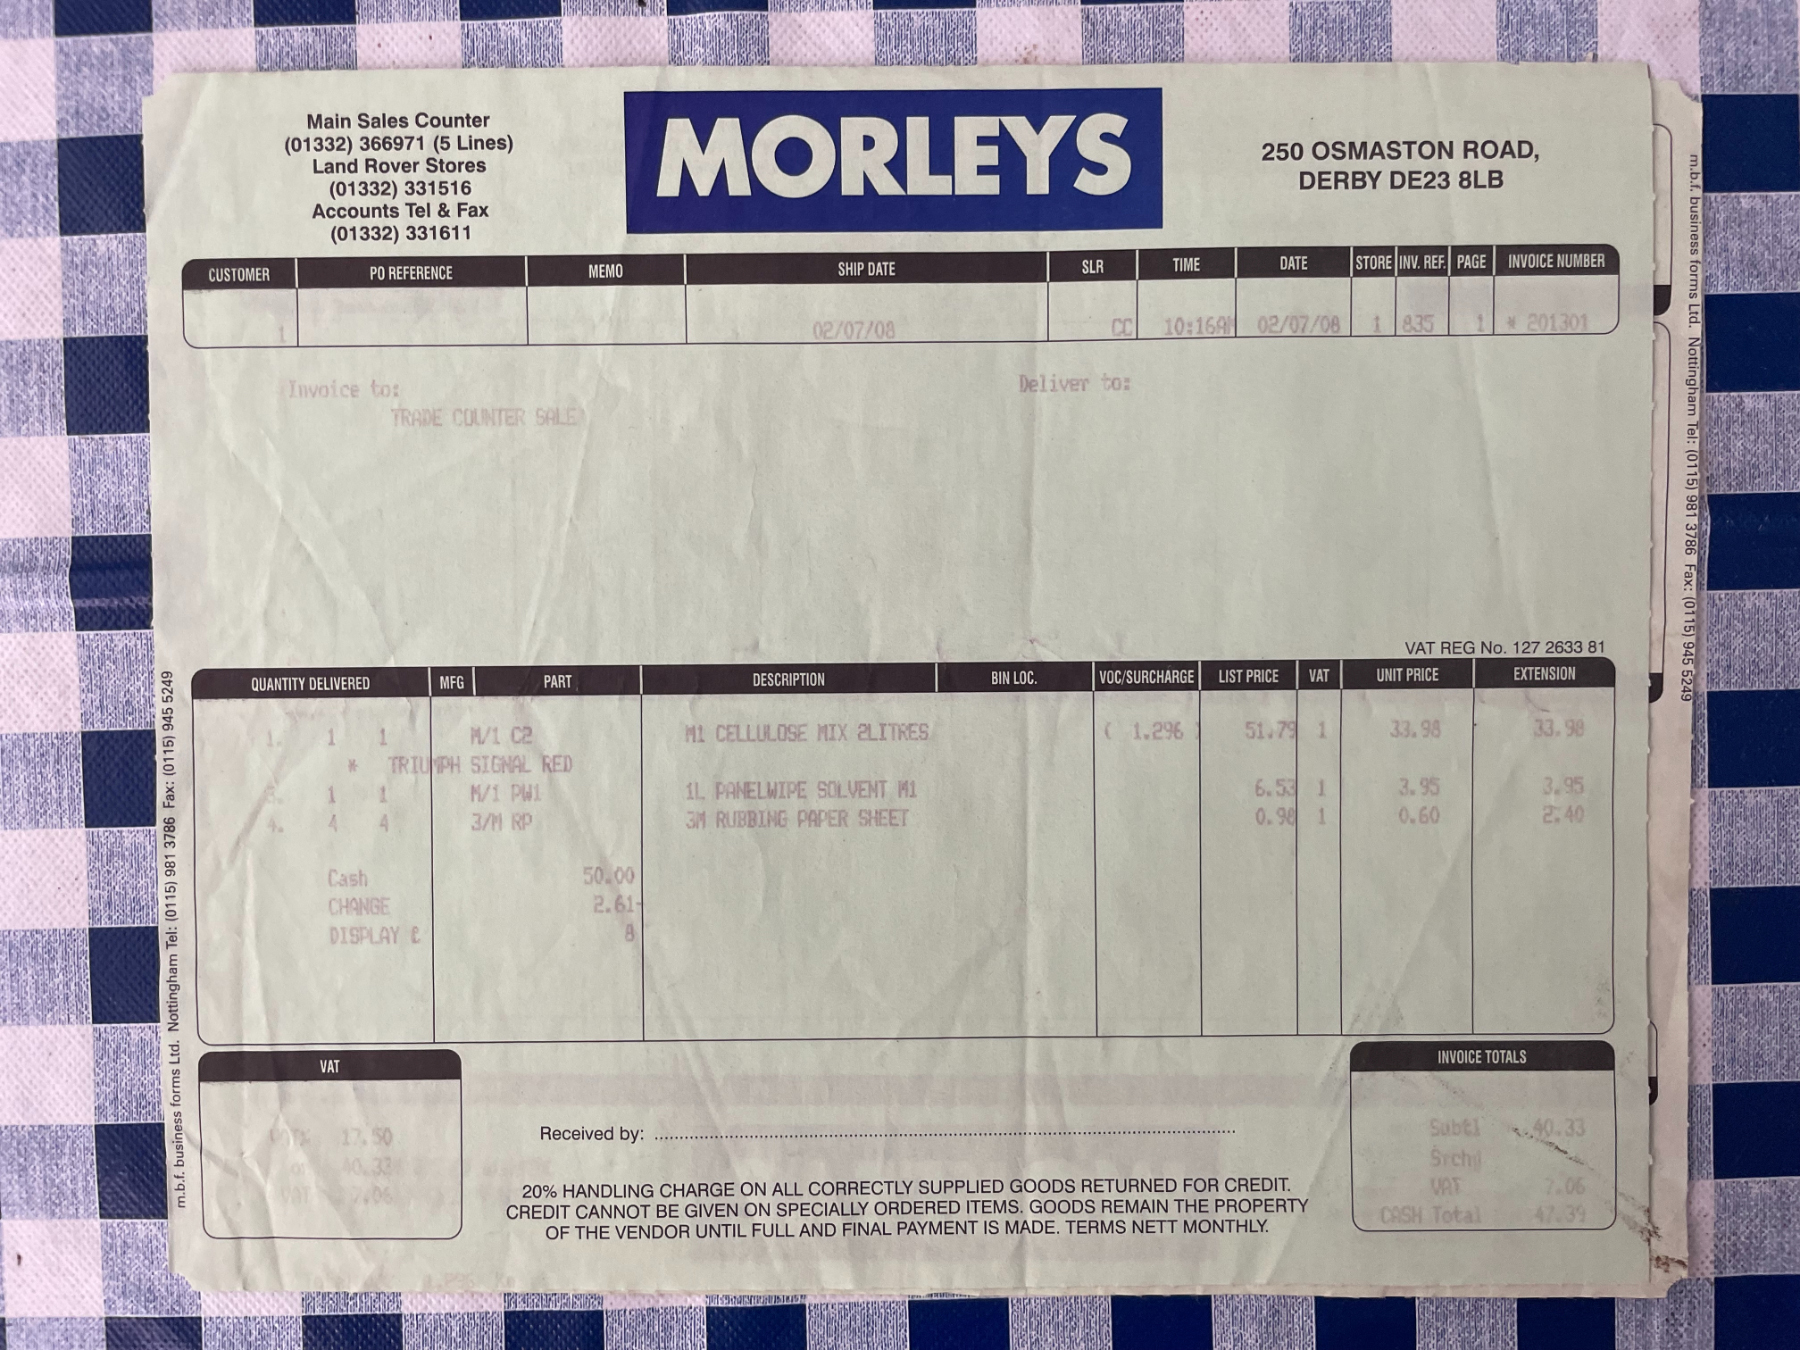 Main Sales Counter
(01332) 366971 (5 Lines)
Land Rover Stores
(01332) 331516
Accounts Tel & Fax
(01332) 331611
MORLEYS
250 OSMASTON ROAD,
DERBY DE23 8LB
CUSTOMER PO REFERENCE MEMO SHIP DATE SLR TIME DATE STORE INV. REF. PAGE INVOICE NUMBER
1 02/07/08 CC 10:16AM 02/07/08 1 835 1 * 201301
Invoice to: Deliver to:
TRADE COUNTER SALE
VAT REG No. 127 2633 81
QUANTITY DELIVERED MFG PART DESCRIPTION BIN LOC. VOC/SURCHARGE LIST PRICE VAT UNIT PRICE EXTENSION
1. 1 1 M/1 C2 M1 CELLULOSE MIX 2LITRES ( 1.296 ) 51.79 1 33.98 33.98
* TRIUMPH SIGNAL RED
3. 1 1 M/1 PW1 1L PANELWIPE SOLVENT M1 6.53 1 3.95 3.95
4. 4 4 3/M RP 3M RUBBING PAPER SHEET 0.98 1 0.60 2.40
Cash 50.00
CHANGE 2.61-
DISPLAY £ 8
VAT
VAT% 17.50
on 40.33
VAT 7.06
Received by:
20% HANDLING CHARGE ON ALL CORRECTLY SUPPLIED GOODS RETURNED FOR CREDIT.
CREDIT CANNOT BE GIVEN ON SPECIALLY ORDERED ITEMS. GOODS REMAIN THE PROPERTY
OF THE VENDOR UNTIL FULL AND FINAL PAYMENT IS MADE. TERMS NETT MONTHLY.
INVOICE TOTALS
Subtl 40.33
Srchg
VAT 7.06
CASH Total 47.39
m.b.f. business forms Ltd. Nottingham Tel: (0115) 981 3786 Fax: (0115) 945 5249
m.b.f. business forms Ltd. Nottingham Tel: (0115) 981 3786 Fax: (0115) 945 5249